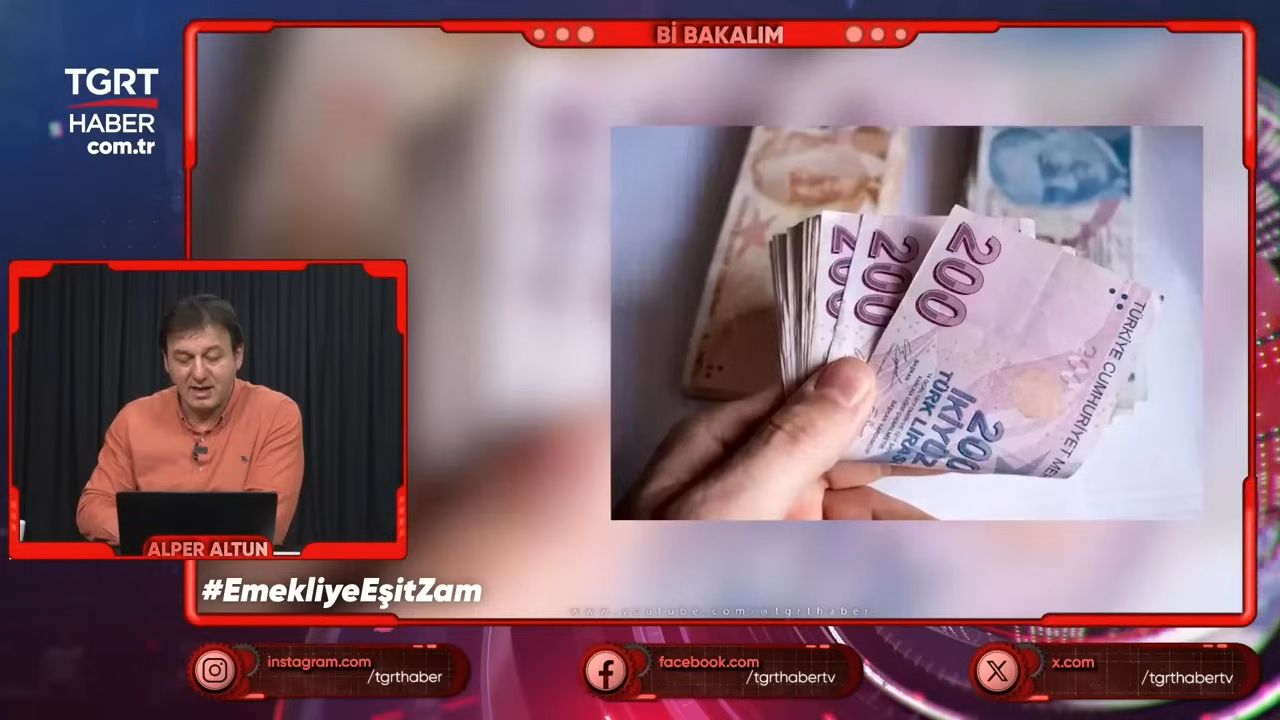 Bİ BAKALIM
TGRT
HABER
com.tr
200
200
200
TÜRKİYE CUMHURİYET ME
200
İKİYÜZ
TÜRK LİRASI
ALPER ALTUN
#EmekliyeEşitZam
www.youtube.com/@tgrthaber
instagram.com
/tgrthaber
facebook.com
/tgrthabertv
x.com
/tgrthabertv